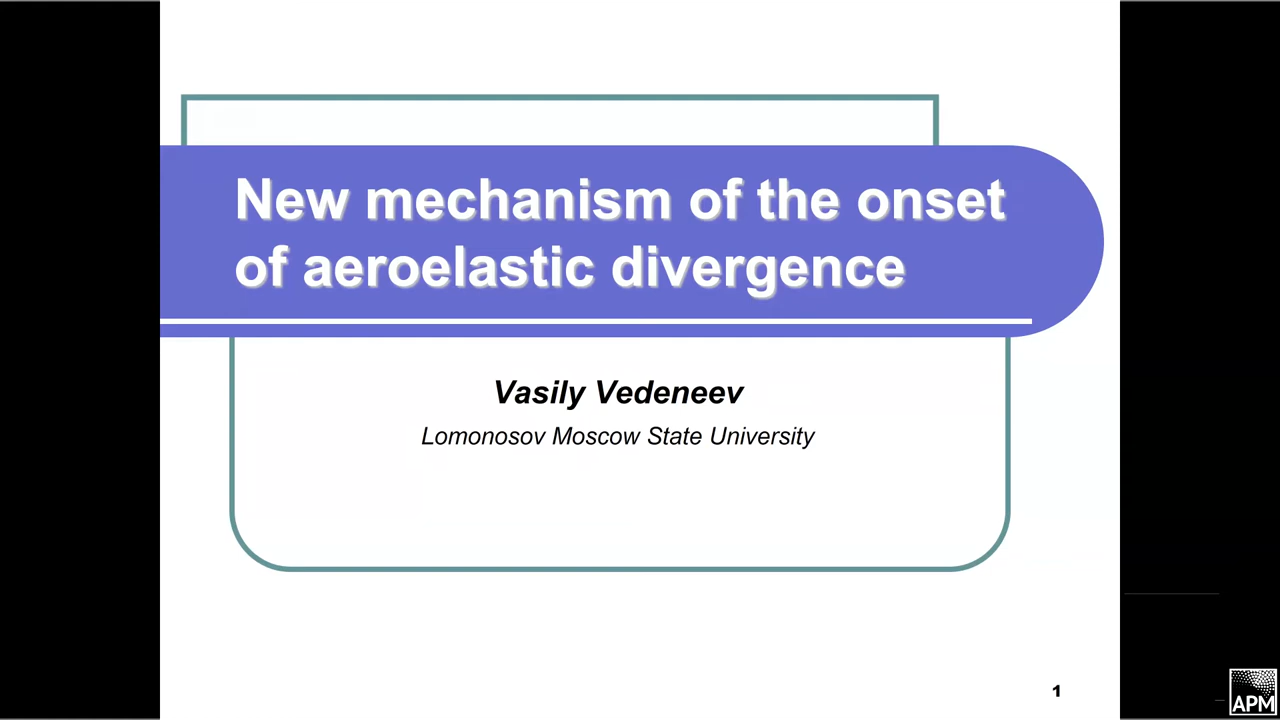 New mechanism of the onset
of aeroelastic divergence
Vasily Vedeneev
Lomonosov Moscow State University
1
APM